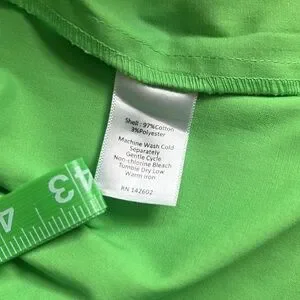 Shell : 97%Cotton
3%Polyester
Machine Wash Cold
Separately
Gentle Cycle
Non-chlorine Bleach
Tumble Dry Low
Warm Iron
RN 142602
43
4